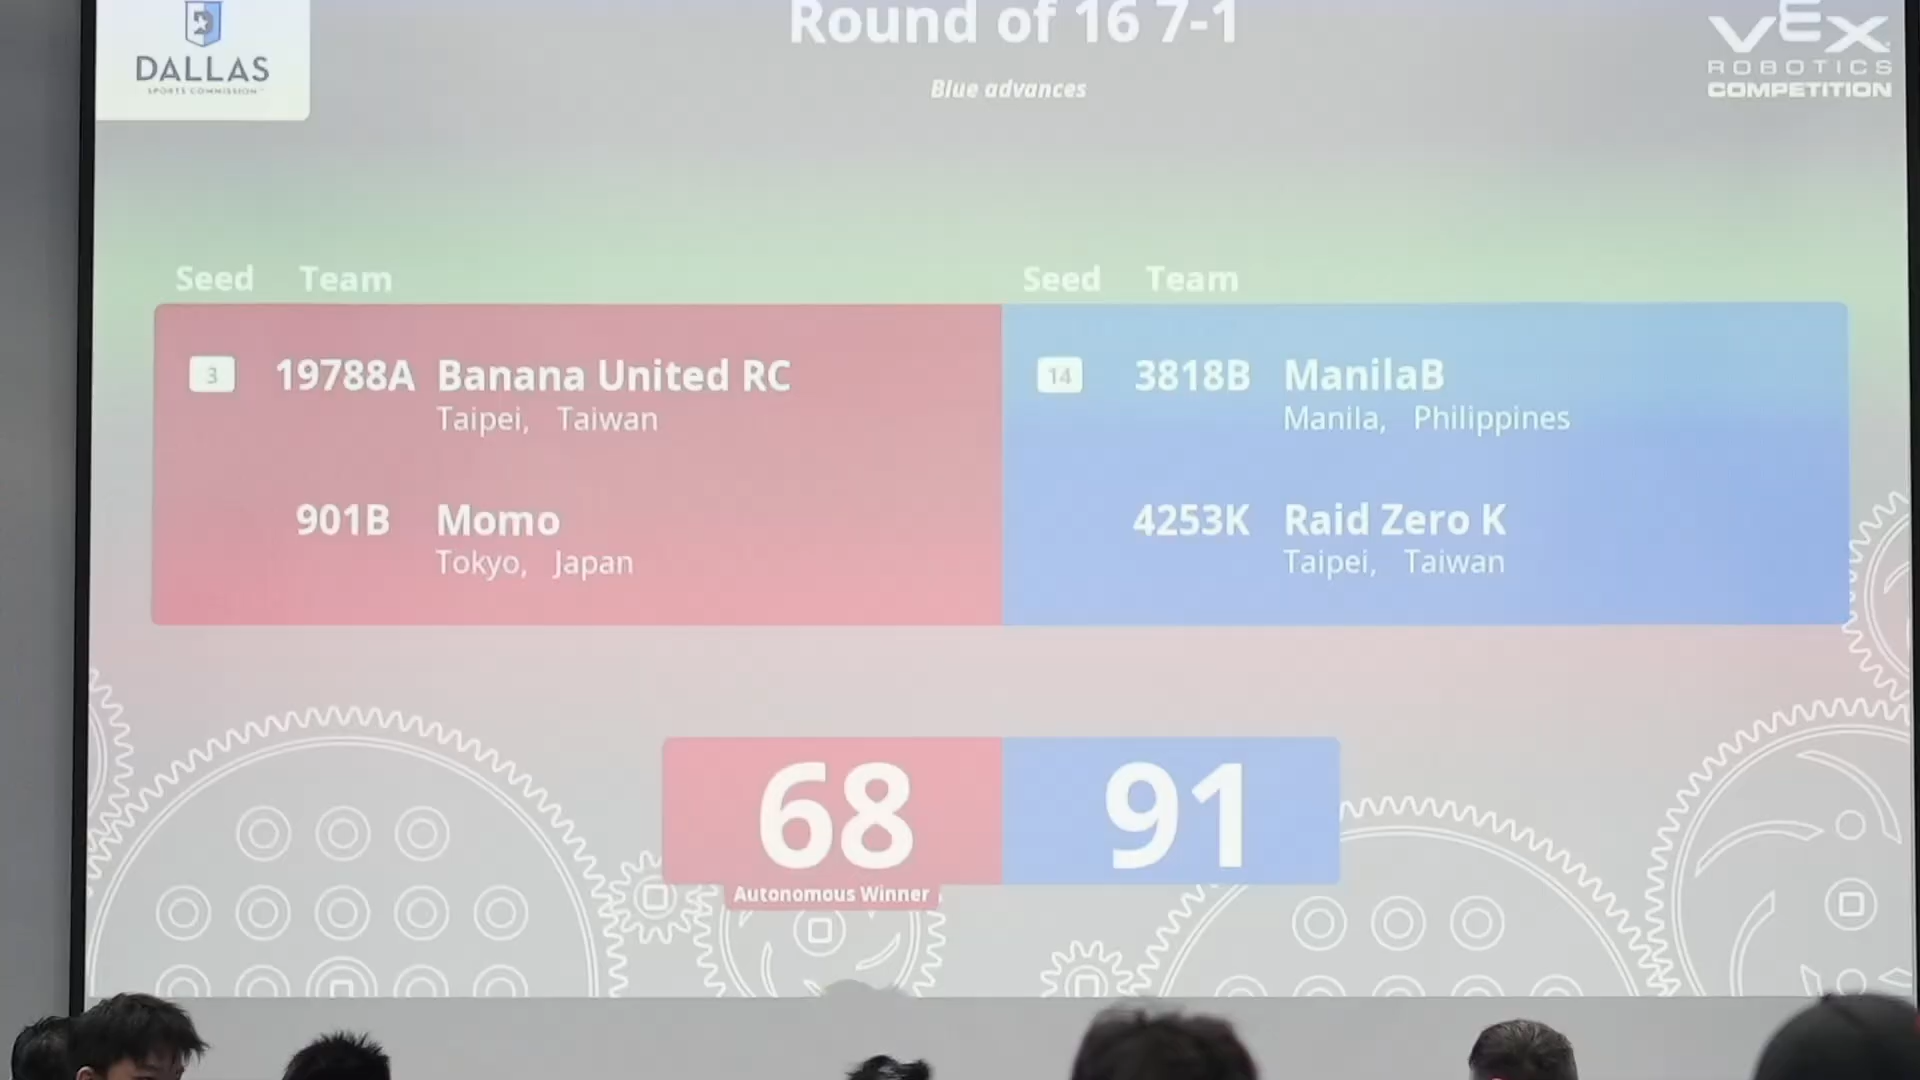 DALLAS
SPORTS COMMISSION
Round of 16 7-1
Blue advances
VEX
ROBOTICS
COMPETITION
Seed Team
Seed Team
3 19788A Banana United RC
Taipei, Taiwan
901B Momo
Tokyo, Japan
14 3818B ManilaB
Manila, Philippines
4253K Raid Zero K
Taipei, Taiwan
68 91
Autonomous Winner